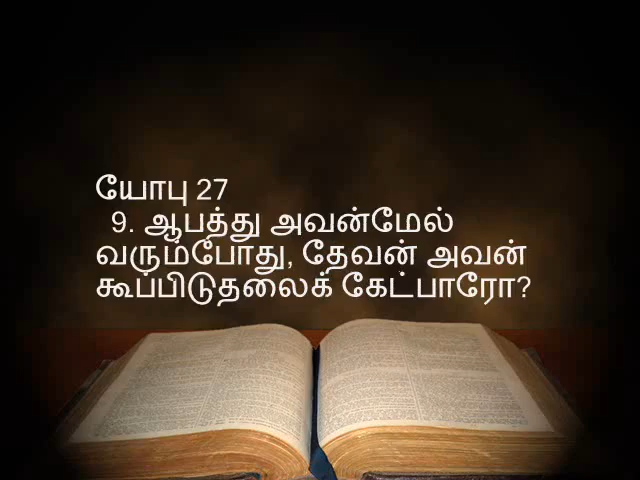 யோபு 27
9. ஆபத்து அவன்மேல்
வரும்போது, தேவன் அவன்
கூப்பிடுதலைக் கேட்பாரோ?